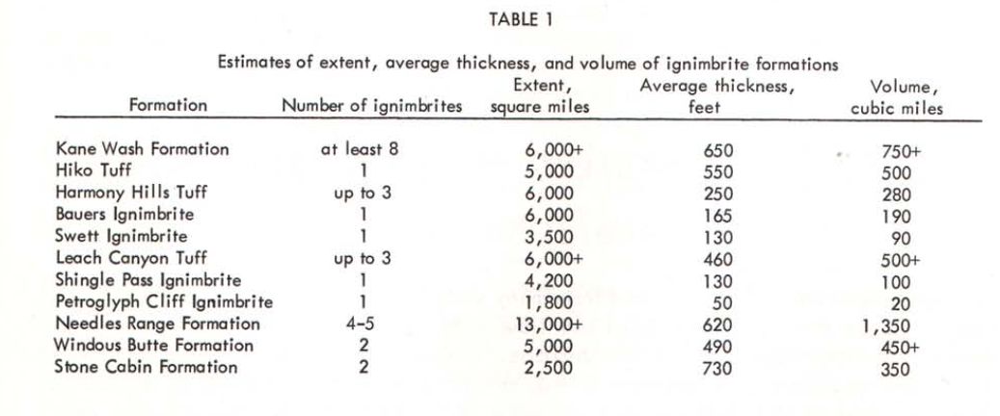 TABLE 1
Estimates of extent, average thickness, and volume of ignimbrite formations
Formation Number of ignimbrites Extent, square miles Average thickness, feet Volume, cubic miles
Kane Wash Formation at least 8 6,000+ 650 750+
Hiko Tuff 1 5,000 550 500
Harmony Hills Tuff up to 3 6,000 250 280
Bauers Ignimbrite 1 6,000 165 190
Swett Ignimbrite 1 3,500 130 90
Leach Canyon Tuff up to 3 6,000+ 460 500+
Shingle Pass Ignimbrite 1 4,200 130 100
Petroglyph Cliff Ignimbrite 1 1,800 50 20
Needles Range Formation 4-5 13,000+ 620 1,350
Windous Butte Formation 2 5,000 490 450+
Stone Cabin Formation 2 2,500 730 350